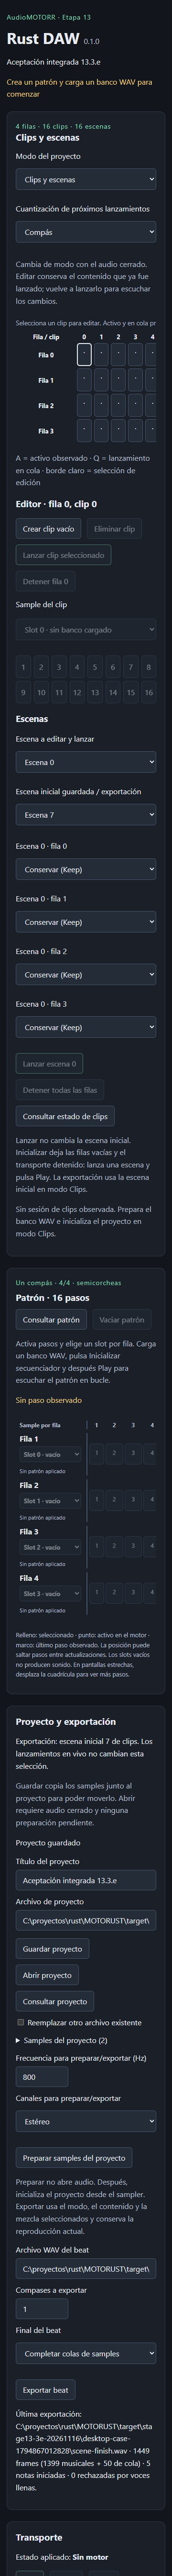 AudioMOTORR · Etapa 13
Rust DAW 0.1.0
Aceptación integrada 13.3.e
Crea un patrón y carga un banco WAV para
comenzar
4 filas · 16 clips · 16 escenas
Clips y escenas
Modo del proyecto
Clips y escenas
Cuantización de próximos lanzamientos
Compás
Cambia de modo con el audio cerrado.
Editar conserva el contenido que ya fue
lanzado; vuelve a lanzarlo para escuchar
los cambios.
Selecciona un clip para editar. Activo y en cola pr
Fila / clip 0 1 2 3 4
Fila 0 · · · · ·
Fila 1 · · · · ·
Fila 2 · · · · ·
Fila 3 · · · · ·
A = activo observado · Q = lanzamiento
en cola · borde claro = selección de
edición
Editor · fila 0, clip 0
Crear clip vacío Eliminar clip
Lanzar clip seleccionado
Detener fila 0
Sample del clip
Slot 0 · sin banco cargado
1 2 3 4 5 6 7 8
9 10 11 12 13 14 15 16
Escenas
Escena a editar y lanzar
Escena 0
Escena inicial guardada / exportación
Escena 7
Escena 0 · fila 0
Conservar (Keep)
Escena 0 · fila 1
Conservar (Keep)
Escena 0 · fila 2
Conservar (Keep)
Escena 0 · fila 3
Conservar (Keep)
Lanzar escena 0
Detener todas las filas
Consultar estado de clips
Lanzar no cambia la escena inicial.
Inicializar deja las filas vacías y el
transporte detenido: lanza una escena y
pulsa Play. La exportación usa la escena
inicial en modo Clips.
Sin sesión de clips observada. Prepara el
banco WAV e inicializa el proyecto en
modo Clips.
Un compás · 4/4 · semicorcheas
Patrón · 16 pasos
Consultar patrón Vaciar patrón
Activa pasos y elige un slot por fila. Carga
un banco WAV, pulsa Inicializar
secuenciador y después Play para
escuchar el patrón en bucle.
Sin paso observado
Sample por fila 1 2 3 4
Fila 1
Slot 0 · vacío 1 2 3 4
Sin patrón aplicado
Fila 2
Slot 1 · vacío 1 2 3 4
Sin patrón aplicado
Fila 3
Slot 2 · vacío 1 2 3 4
Sin patrón aplicado
Fila 4
Slot 3 · vacío 1 2 3 4
Sin patrón aplicado
Relleno: seleccionado · punto: activo en el motor ·
marco: último paso observado. La posición puede
saltar pasos entre actualizaciones. Los slots vacíos
no producen sonido. En pantallas estrechas,
desplaza la cuadrícula para ver más pasos.
Proyecto y exportación
Exportación: escena inicial 7 de clips. Los
lanzamientos en vivo no cambian esta
selección.
Guardar copia los samples junto al
proyecto para poder moverlo. Abrir
requiere audio cerrado y ninguna
preparación pendiente.
Proyecto guardado
Título del proyecto
Aceptación integrada 13.3.e
Archivo de proyecto
C:\proyectos\rust\MOTORUST\target\
Guardar proyecto
Abrir proyecto
Consultar proyecto
Reemplazar otro archivo existente
Samples del proyecto (2)
Frecuencia para preparar/exportar (Hz)
800
Canales para preparar/exportar
Estéreo
Preparar samples del proyecto
Preparar no abre audio. Después,
inicializa el proyecto desde el sampler.
Exportar usa el modo, el contenido y la
mezcla seleccionados y conserva la
reproducción actual.
Archivo WAV del beat
C:\proyectos\rust\MOTORUST\target\
Compases a exportar
1
Final del beat
Completar colas de samples
Exportar beat
Última exportación:
C:\proyectos\rust\MOTORUST\target\sta
ge13-3e-20261116\desktop-case-
1794867012828\scene-finish.wav · 1449
frames (1399 musicales + 50 de cola) · 5
notas iniciadas · 0 rechazadas por voces
llenas.
Transporte
Estado aplicado: Sin motor